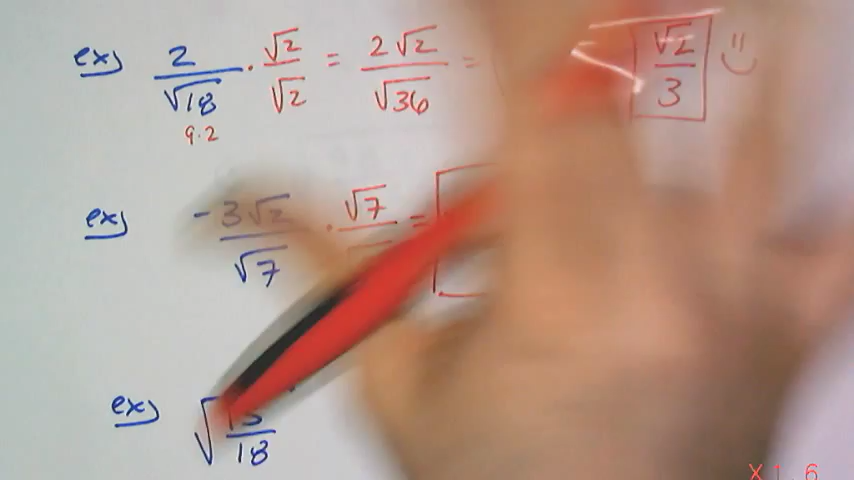 ex) 2/√18 · √2/√2 = 2√2/√36 = √2/3
9·2
ex) -3√2/√7 · √7/ =
ex) √ /18
X1.6